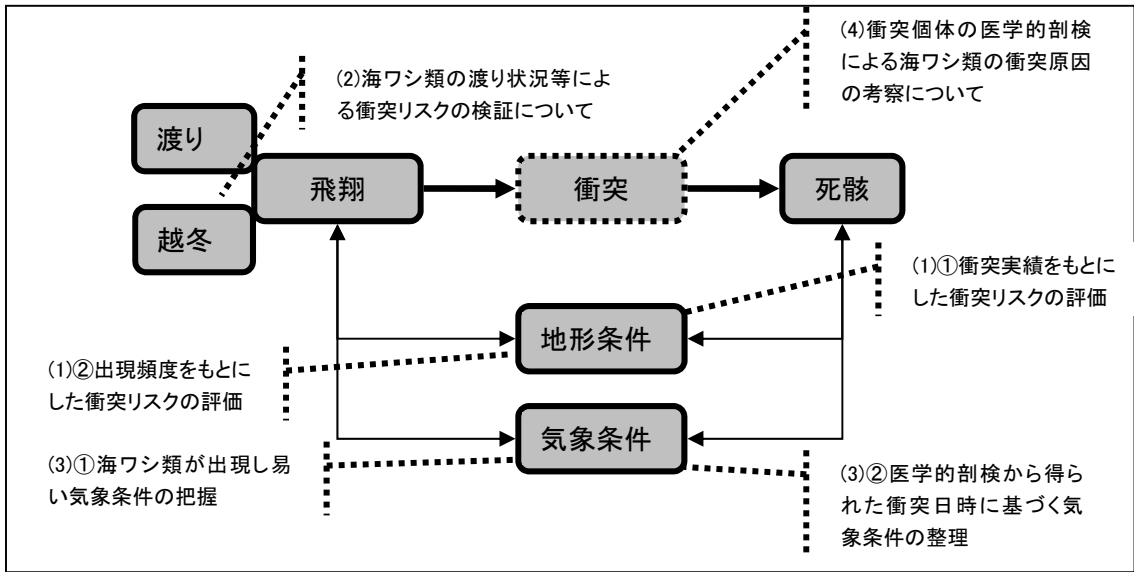 (4)衝突個体の医学的剖検
による海ワシ類の衝突原因
の考察について
(2)海ワシ類の渡り状況等によ
る衝突リスクの検証について
渡り
飛翔
衝突
死骸
越冬
(1)①衝突実績をもとに
した衝突リスクの評価
地形条件
(1)②出現頻度をもとに
した衝突リスクの評価
気象条件
(3)①海ワシ類が出現し易
い気象条件の把握
(3)②医学的剖検から得ら
れた衝突日時に基づく気
象条件の整理